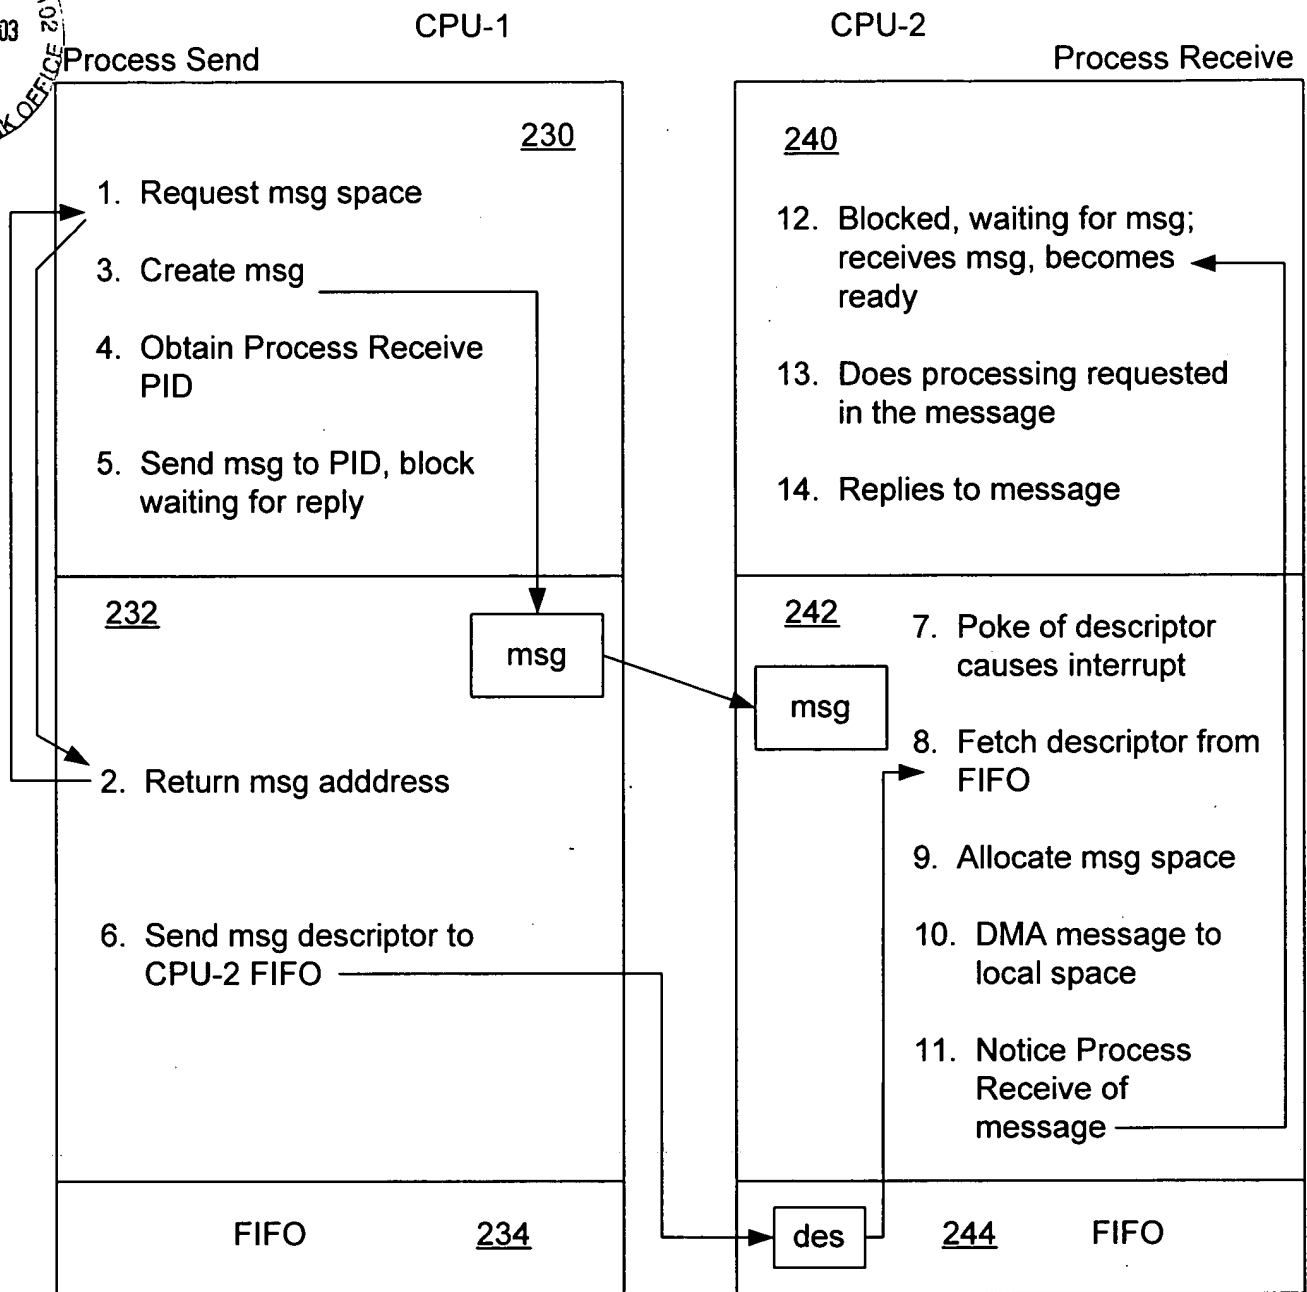 03
02
OFFICE
CPU-1
CPU-2
Process Send
Process Receive
230
1. Request msg space
3. Create msg
4. Obtain Process Receive
PID
5. Send msg to PID, block
waiting for reply
240
12. Blocked, waiting for msg;
receives msg, becomes
ready
13. Does processing requested
in the message
14. Replies to message
232
msg
2. Return msg adddress
6. Send msg descriptor to
CPU-2 FIFO
242
msg
7. Poke of descriptor
causes interrupt
8. Fetch descriptor from
FIFO
9. Allocate msg space
10. DMA message to
local space
11. Notice Process
Receive of
message
FIFO
234
des
244
FIFO